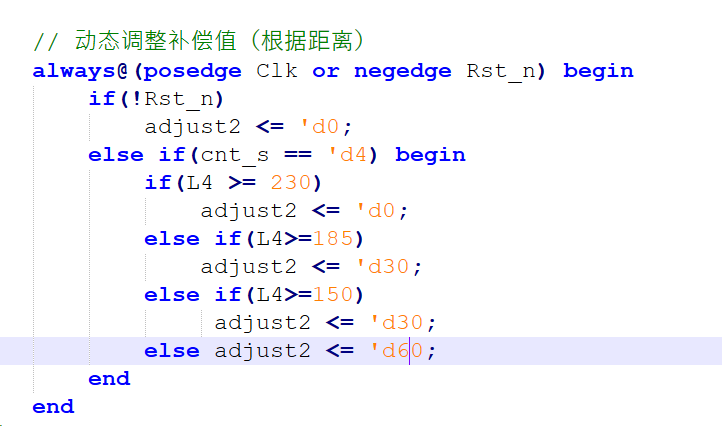 // 动态调整补偿值（根据距离）
always@(posedge Clk or negedge Rst_n) begin
if(!Rst_n)
adjust2 <= 'd0;
else if(cnt_s == 'd4) begin
if(L4 >= 230)
adjust2 <= 'd0;
else if(L4>=185)
adjust2 <= 'd30;
else if(L4>=150)
adjust2 <= 'd30;
else adjust2 <= 'd60;
end
end